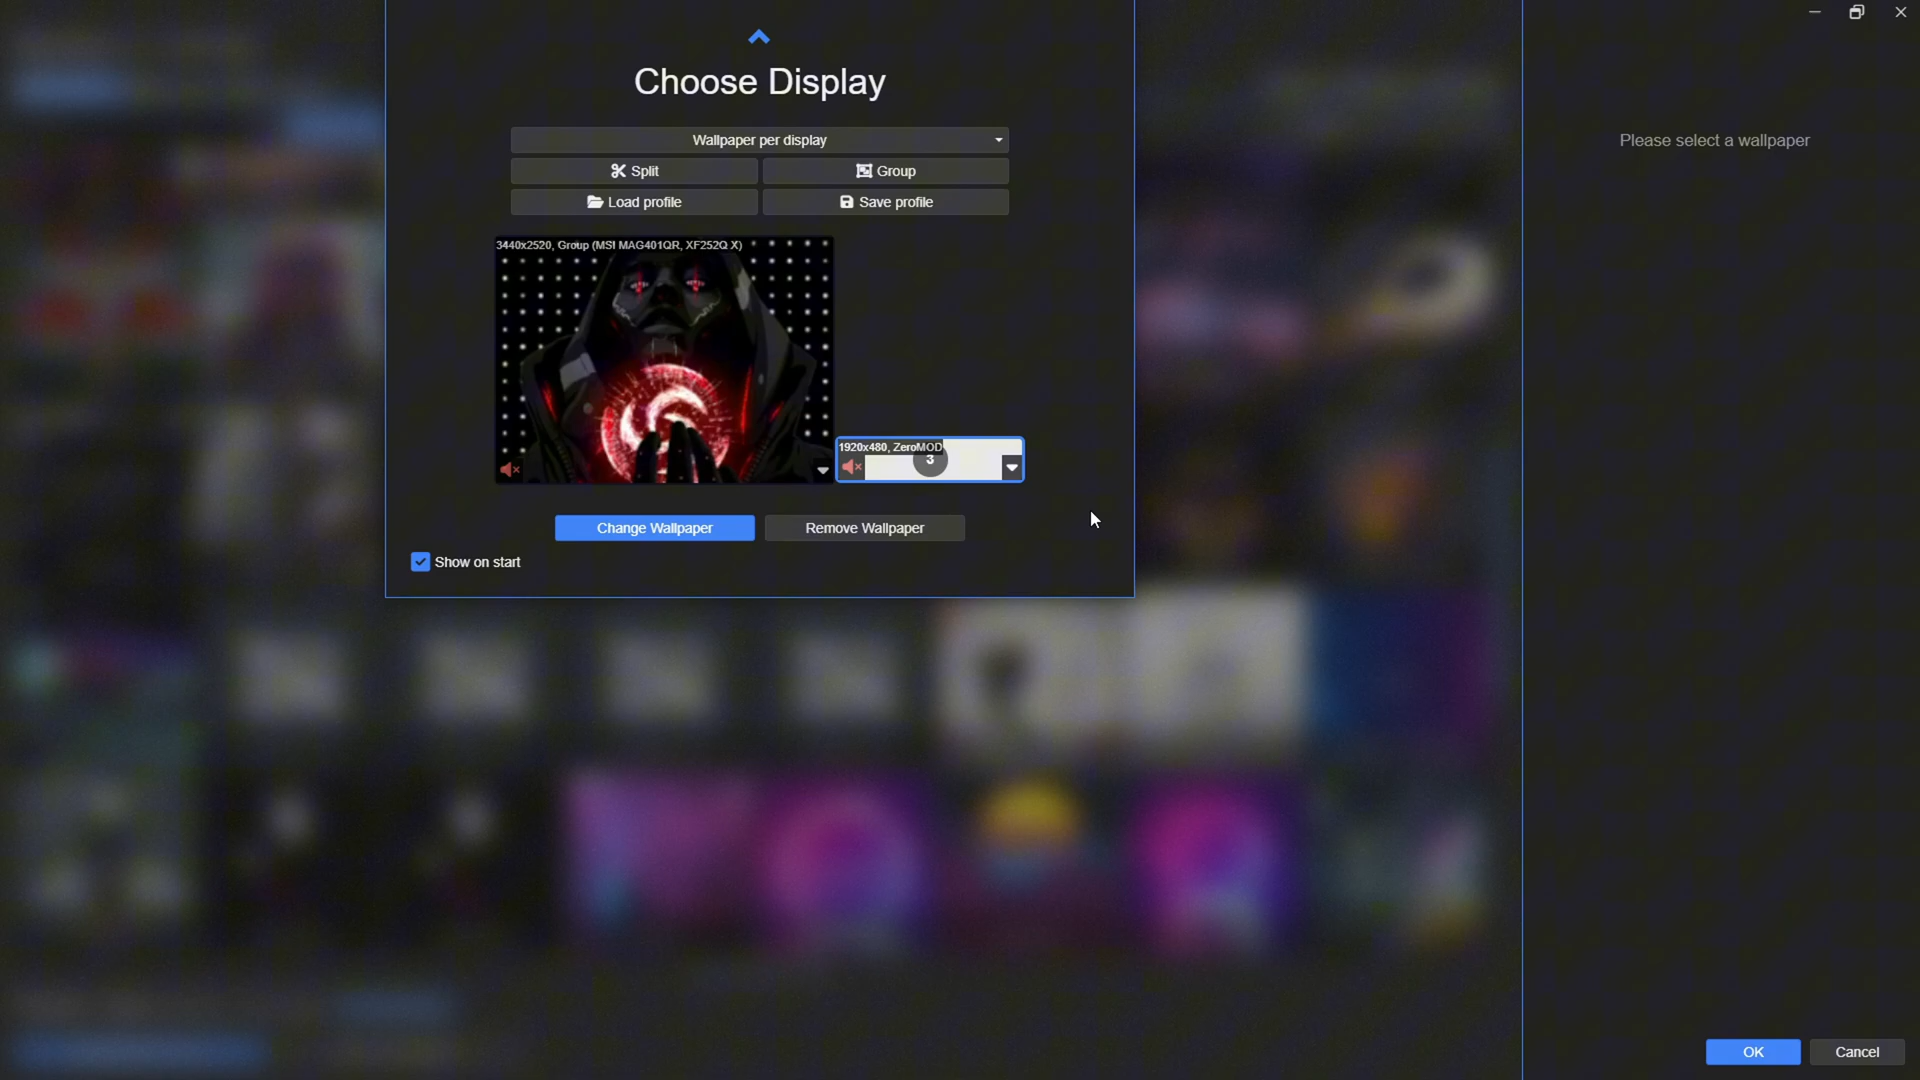 Choose Display
Wallpaper per display
Split
Group
Load profile
Save profile
3440x2520, Group (MSI MAG401QR, XF252Q X)
1920x480, ZeroMOD
3
Change Wallpaper
Remove Wallpaper
Show on start
Please select a wallpaper
OK
Cancel